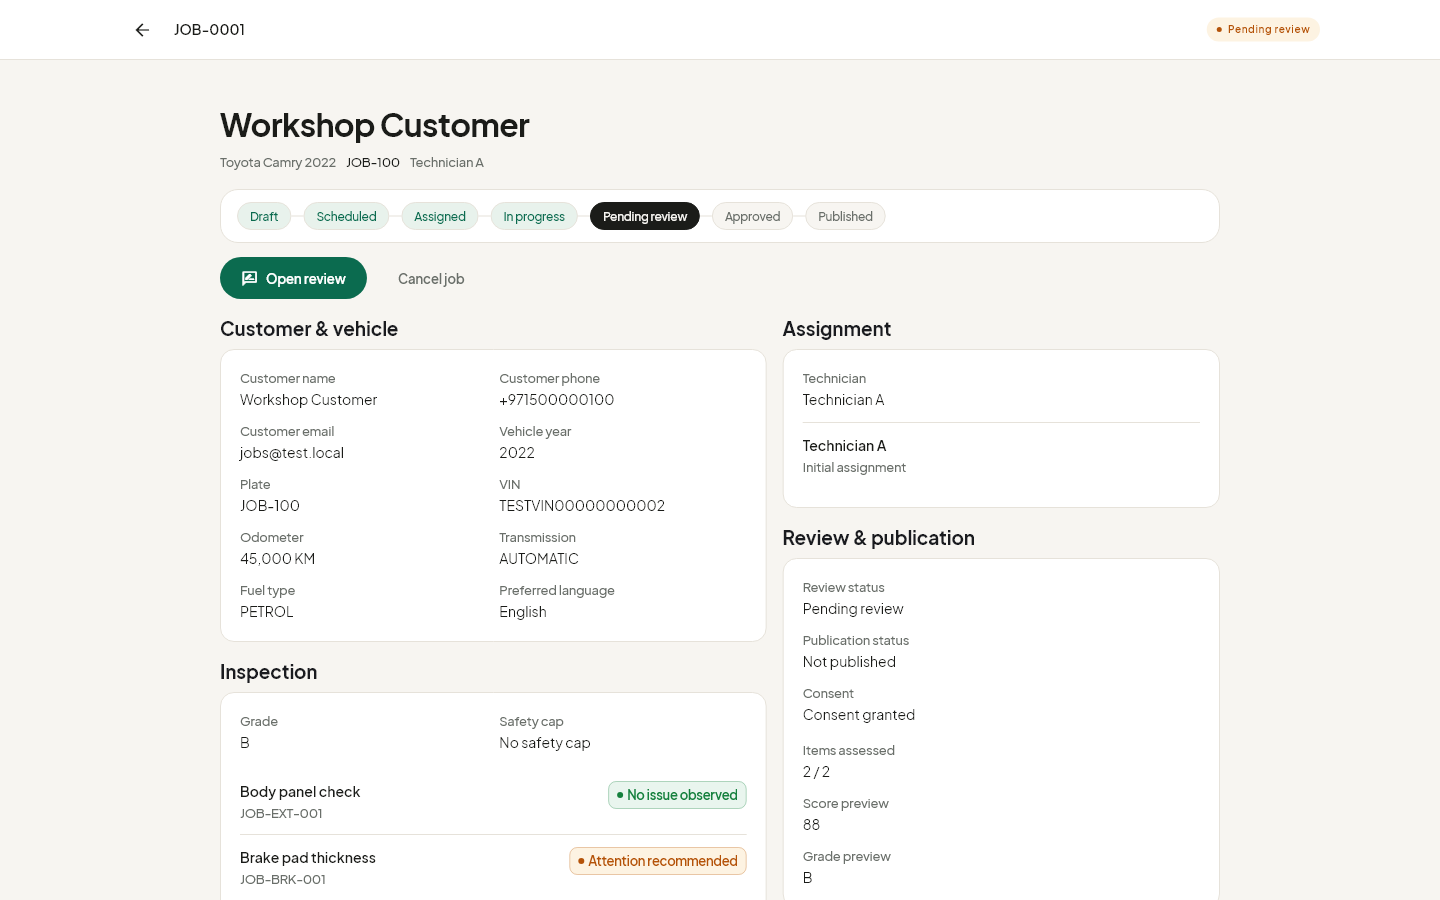 JOB-0001
Pending review
Workshop Customer
Toyota Camry 2022 JOB-100 Technician A
Draft Scheduled Assigned In progress Pending review Approved Published
Open review Cancel job
Customer & vehicle
Customer name Customer phone
Workshop Customer +971500000100
Customer email Vehicle year
jobs@test.local 2022
Plate VIN
JOB-100 TESTVIN00000000002
Odometer Transmission
45,000 KM AUTOMATIC
Fuel type Preferred language
PETROL English
Inspection
Grade Safety cap
B No safety cap
Body panel check No issue observed
JOB-EXT-001
Brake pad thickness Attention recommended
JOB-BRK-001
Assignment
Technician
Technician A
Technician A
Initial assignment
Review & publication
Review status
Pending review
Publication status
Not published
Consent
Consent granted
Items assessed
2 / 2
Score preview
88
Grade preview
B